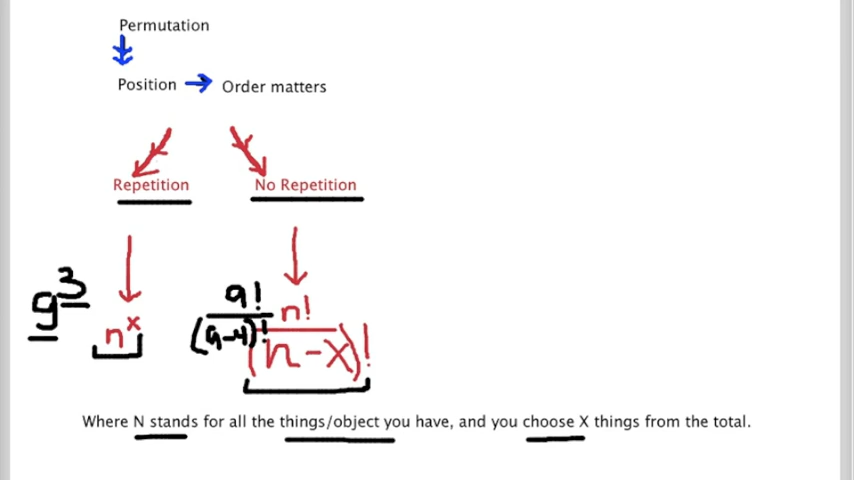 Permutation
Position Order matters
Repetition No Repetition
9³ nˣ
9! n!
(9-4)! (n-x)!
Where N stands for all the things/object you have, and you choose X things from the total.